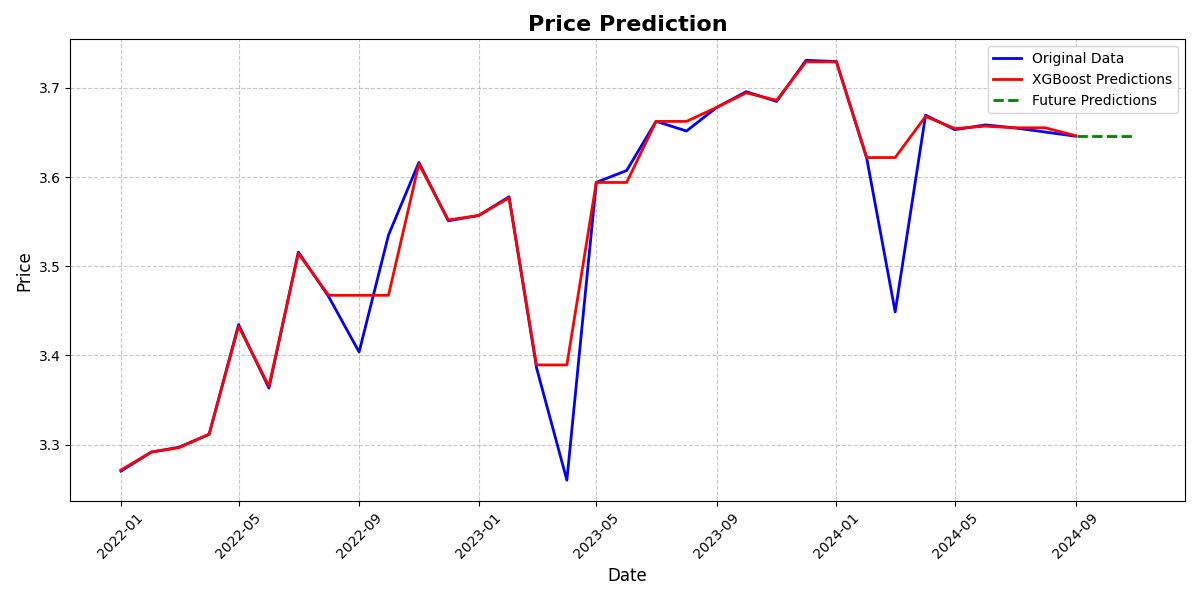 Price Prediction
Original Data
XGBoost Predictions
Future Predictions
Price
3.7
3.6
3.5
3.4
3.3
2022-01
2022-05
2022-09
2023-01
2023-05
2023-09
2024-01
2024-05
2024-09
Date